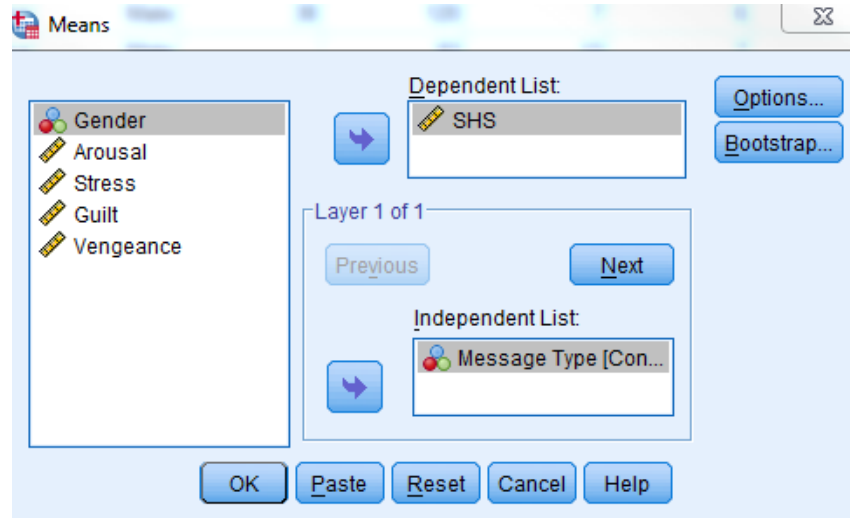 Means
Dependent List:
SHS
Options...
Bootstrap...
Gender
Arousal
Stress
Guilt
Vengeance
Layer 1 of 1
Previous
Next
Independent List:
Message Type [Con...
OK
Paste
Reset
Cancel
Help